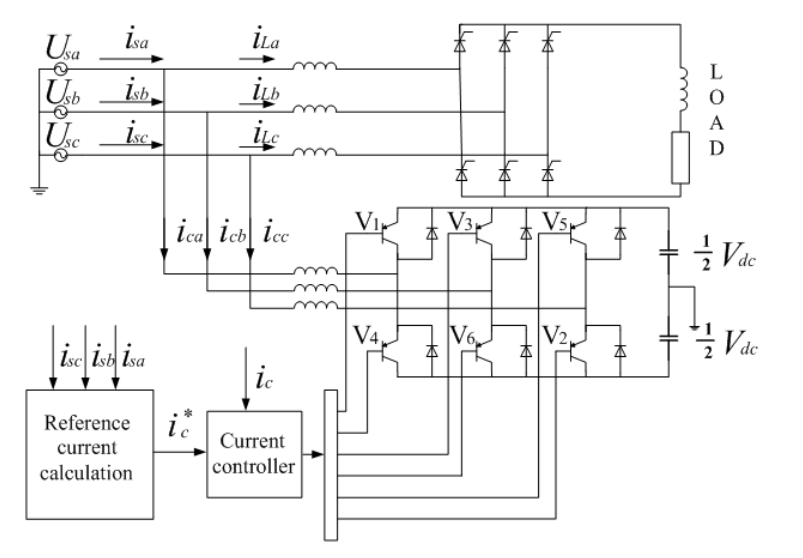 Usa isa iLa
Usb isb iLb
Usc isc iLc
L
O
A
D
ica icb icc
V1 V3 V5
1/2 Vdc
V4 V6 V2
-1/2 Vdc
isc isb isa
ic
ic*
Reference
current
calculation
Current
controller